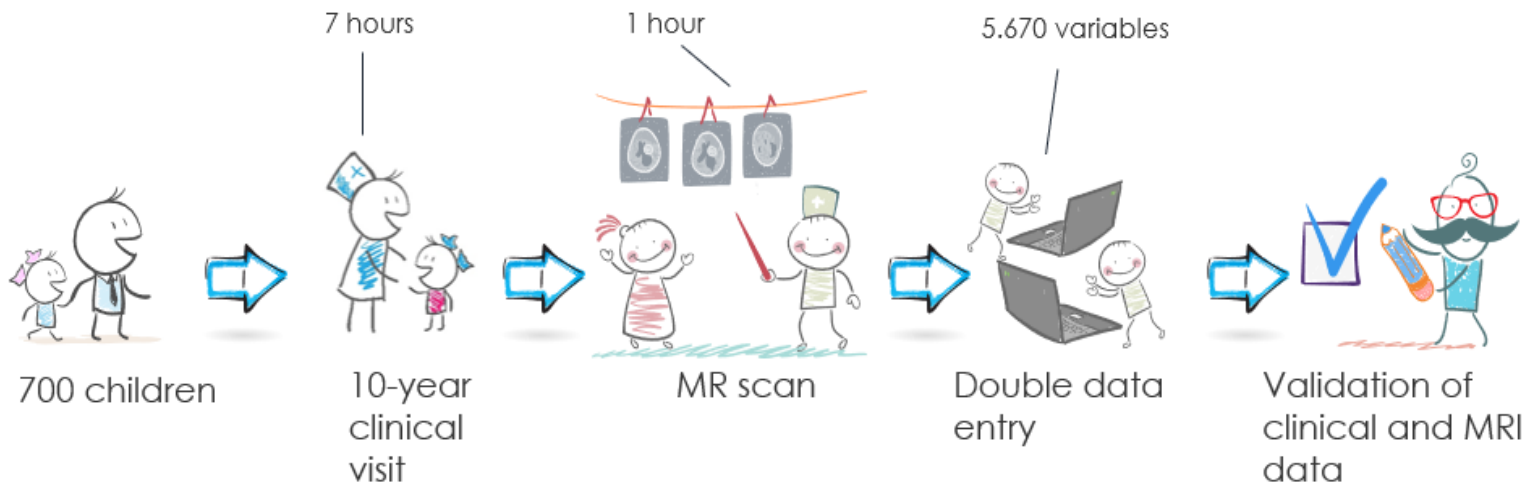 7 hours
1 hour
5.670 variables
700 children
10-year
clinical
visit
MR scan
Double data
entry
Validation of
clinical and MRI
data